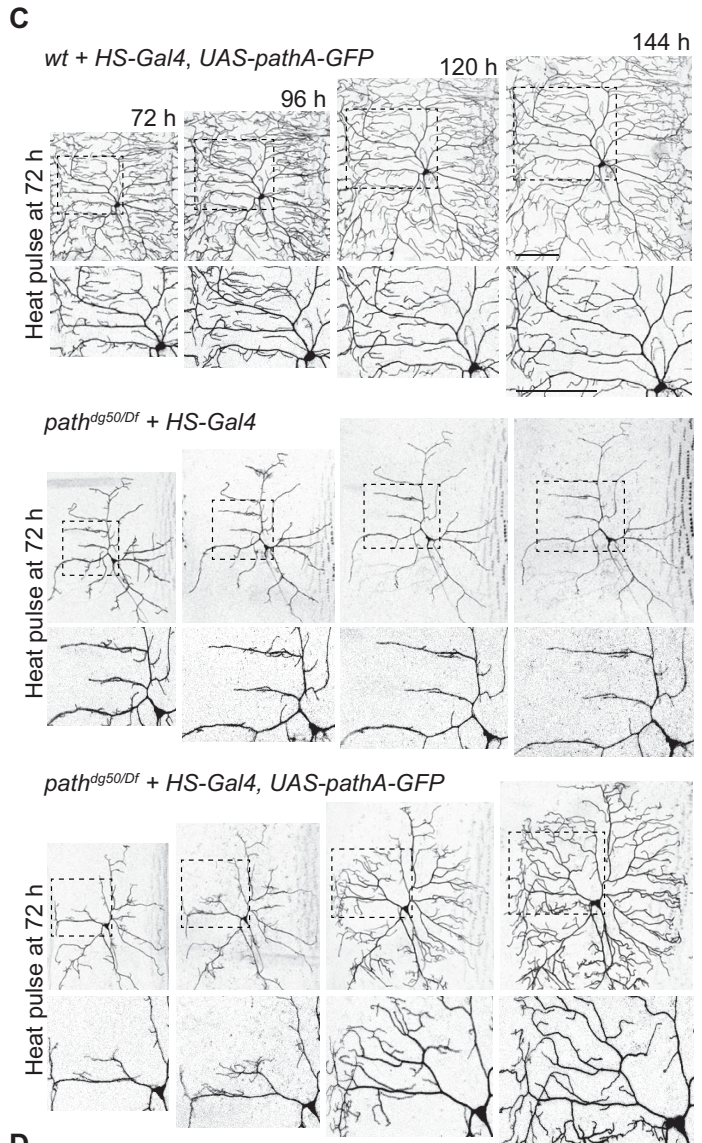 C
wt + HS-Gal4, UAS-pathA-GFP
72 h
96 h
120 h
144 h
Heat pulse at 72 h
path^dg50/Df + HS-Gal4
Heat pulse at 72 h
path^dg50/Df + HS-Gal4, UAS-pathA-GFP
Heat pulse at 72 h
D